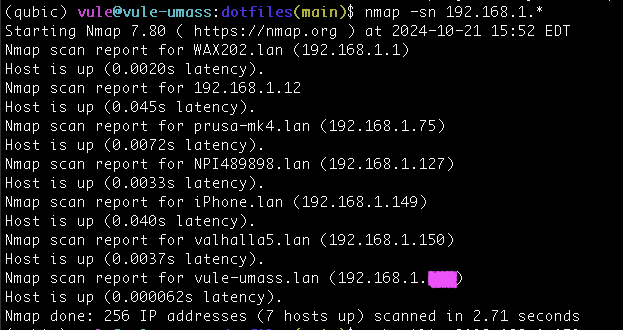 (qubic) vule@vule-umass:dotfiles(main)$ nmap -sn 192.168.1.*
Starting Nmap 7.80 ( https://nmap.org ) at 2024-10-21 15:52 EDT
Nmap scan report for WAX202.lan (192.168.1.1)
Host is up (0.0020s latency).
Nmap scan report for 192.168.1.12
Host is up (0.045s latency).
Nmap scan report for prusa-mk4.lan (192.168.1.75)
Host is up (0.0072s latency).
Nmap scan report for NPI489898.lan (192.168.1.127)
Host is up (0.0033s latency).
Nmap scan report for iPhone.lan (192.168.1.149)
Host is up (0.040s latency).
Nmap scan report for valhalla5.lan (192.168.1.150)
Host is up (0.0037s latency).
Nmap scan report for vule-umass.lan (192.168.1. )
Host is up (0.000062s latency).
Nmap done: 256 IP addresses (7 hosts up) scanned in 2.71 seconds